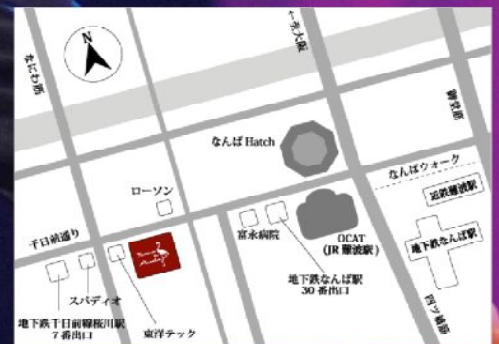 N
なにわ筋
←至大阪
御堂筋
なんばHatch
なんばウォーク
近鉄難波駅
ローソン
千日前通り
富永病院
OCAT
(JR難波駅)
地下鉄なんば駅
地下鉄なんば駅
30番出口
四ツ橋筋
スパディオ
地下鉄千日前線桜川駅
7番出口
東洋テック